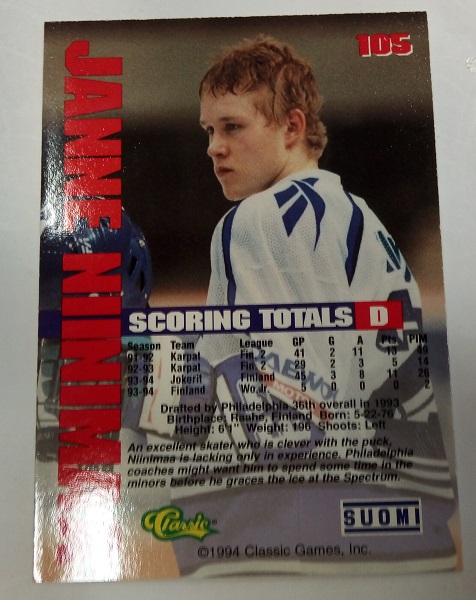 105
JANNE NIINIM
SCORING TOTALS D
Season Team League GP G A Pts PIM
91-92 Karpat Fin. 2 41 2 11 13 49
92-93 Karpat Fin. 2 29 2 3 5 14
93-94 Jokerit Finland 45 3 8 11 26
93-94 Finland Wo.Jr. 5 0 0 0 2
Drafted by Philadelphia 36th overall in 1993
Birthplace: Raahe, Finland Born: 5-22-76
Height: 6'1" Weight: 196 Shoots: Left
An excellent skater who is clever with the puck,
Niinimaa is lacking only in experience. Philadelphia
coaches might want him to spend some time in the
minors before he graces the ice at the Spectrum.
Classic
SUOMI
©1994 Classic Games, Inc.